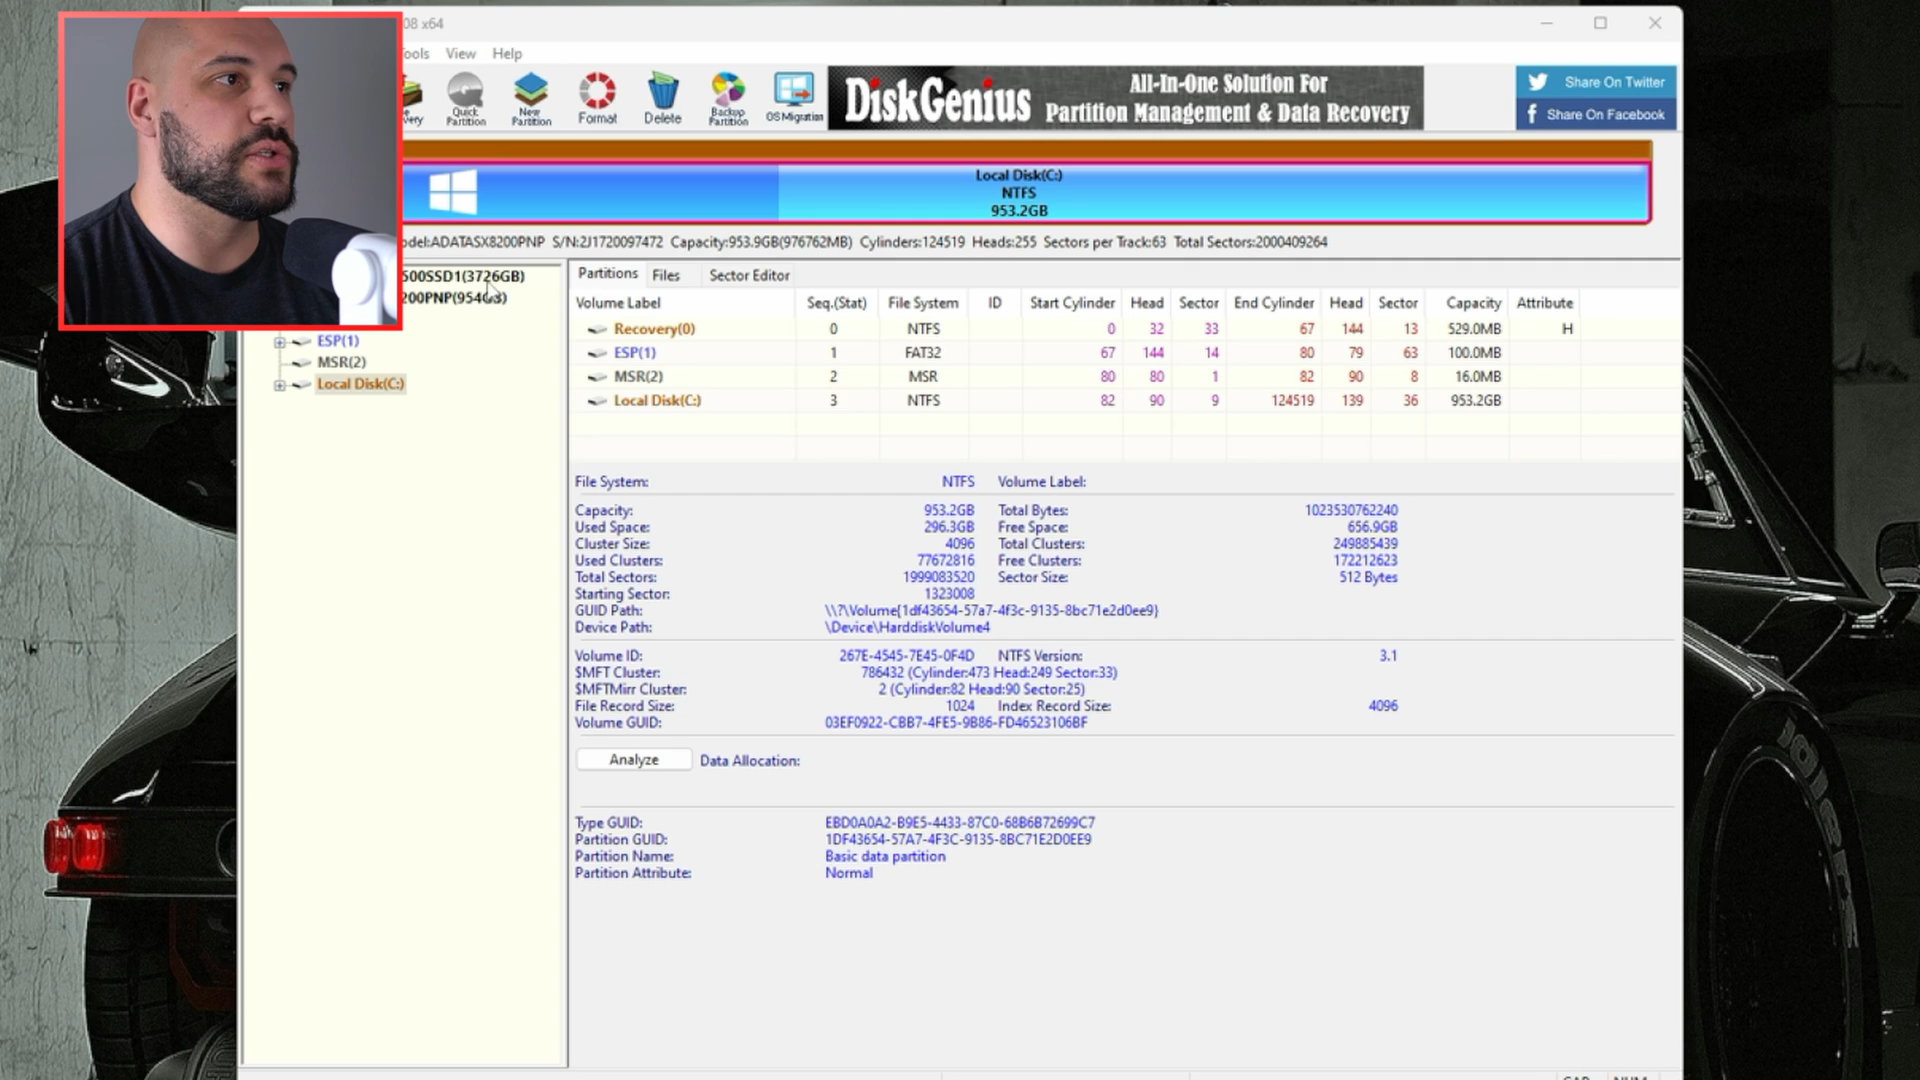 08 x64
Tools View Help
Quick Partition
New Partition
Format
Delete
Backup Partition
OS Migration
DiskGenius
All-In-One Solution For
Partition Management & Data Recovery
Share On Twitter
Share On Facebook
Local Disk(C:)
NTFS
953.2GB
odel:ADATASX8200PNP S/N:2J1720097472 Capacity:953.9GB(976762MB) Cylinders:124519 Heads:255 Sectors per Track:63 Total Sectors:2000409264
500SSD1(3726GB)
200PNP(954GB)
ESP(1)
MSR(2)
Local Disk(C:)
Partitions Files Sector Editor
Volume Label Seq.(Stat) File System ID Start Cylinder Head Sector End Cylinder Head Sector Capacity Attribute
Recovery(0) 0 NTFS 0 32 33 67 144 13 529.0MB H
ESP(1) 1 FAT32 67 144 14 80 79 63 100.0MB
MSR(2) 2 MSR 80 80 1 82 90 8 16.0MB
Local Disk(C:) 3 NTFS 82 90 9 124519 139 36 953.2GB
File System: NTFS Volume Label:
Capacity: 953.2GB Total Bytes: 1023530762240
Used Space: 296.3GB Free Space: 656.9GB
Cluster Size: 4096 Total Clusters: 249885439
Used Clusters: 77672816 Free Clusters: 172212623
Total Sectors: 1999083520 Sector Size: 512 Bytes
Starting Sector: 1323008
GUID Path: \\?\Volume{1df43654-57a7-4f3c-9135-8bc71e2d0ee9}
Device Path: \Device\HarddiskVolume4
Volume ID: 267E-4545-7E45-0F4D NTFS Version: 3.1
$MFT Cluster: 786432 (Cylinder:473 Head:249 Sector:33)
$MFTMirr Cluster: 2 (Cylinder:82 Head:90 Sector:25)
File Record Size: 1024 Index Record Size: 4096
Volume GUID: 03EF0922-CBB7-4FE5-9B86-FD46523106BF
Analyze Data Allocation:
Type GUID: EBD0A0A2-B9E5-4433-87C0-68B6B72699C7
Partition GUID: 1DF43654-57A7-4F3C-9135-8BC71E2D0EE9
Partition Name: Basic data partition
Partition Attribute: Normal
CAP NUM